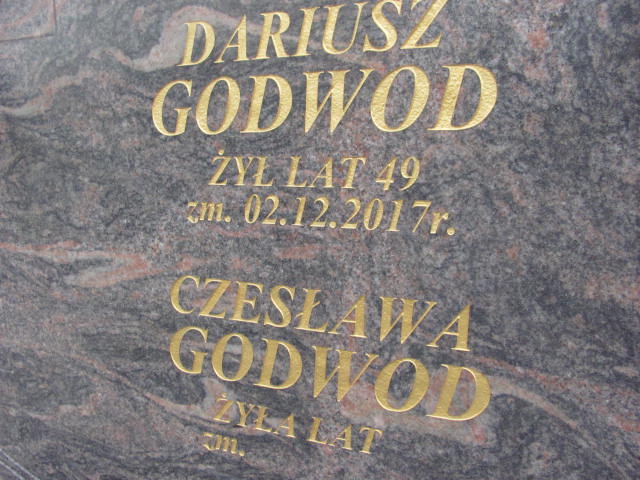 DARIUSZ
GODWOD
ŻYŁ LAT 49
zm. 02.12.2017r.
CZESŁAWA
GODWOD
ŻYŁA LAT
zm.